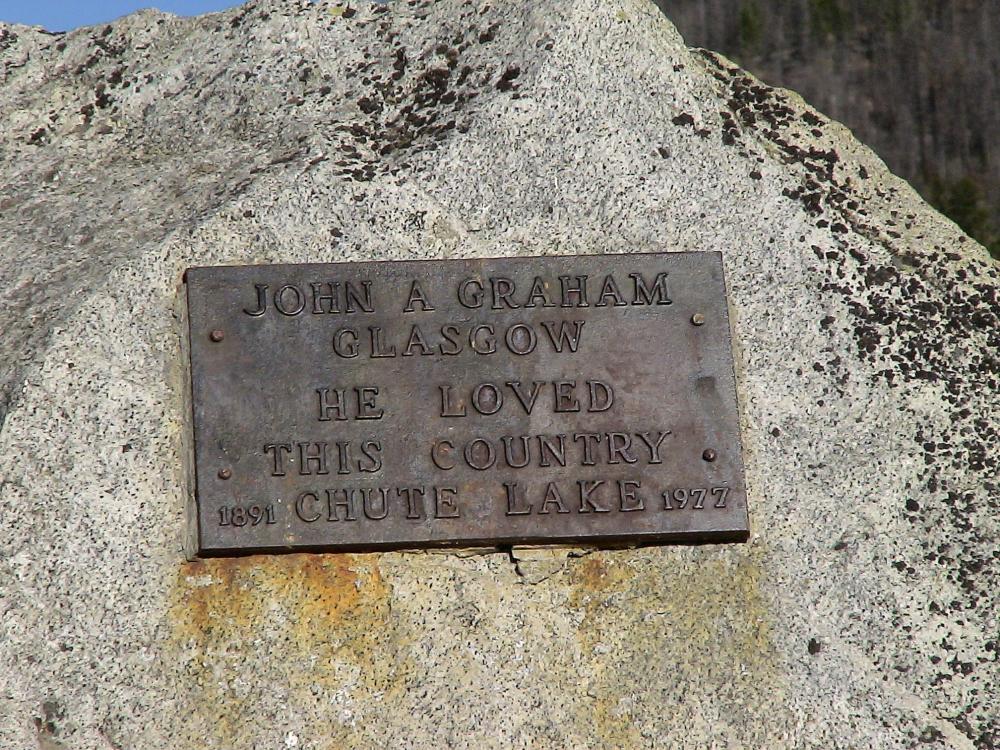 JOHN A GRAHAM
GLASGOW
HE LOVED
THIS COUNTRY
1891 CHUTE LAKE 1977